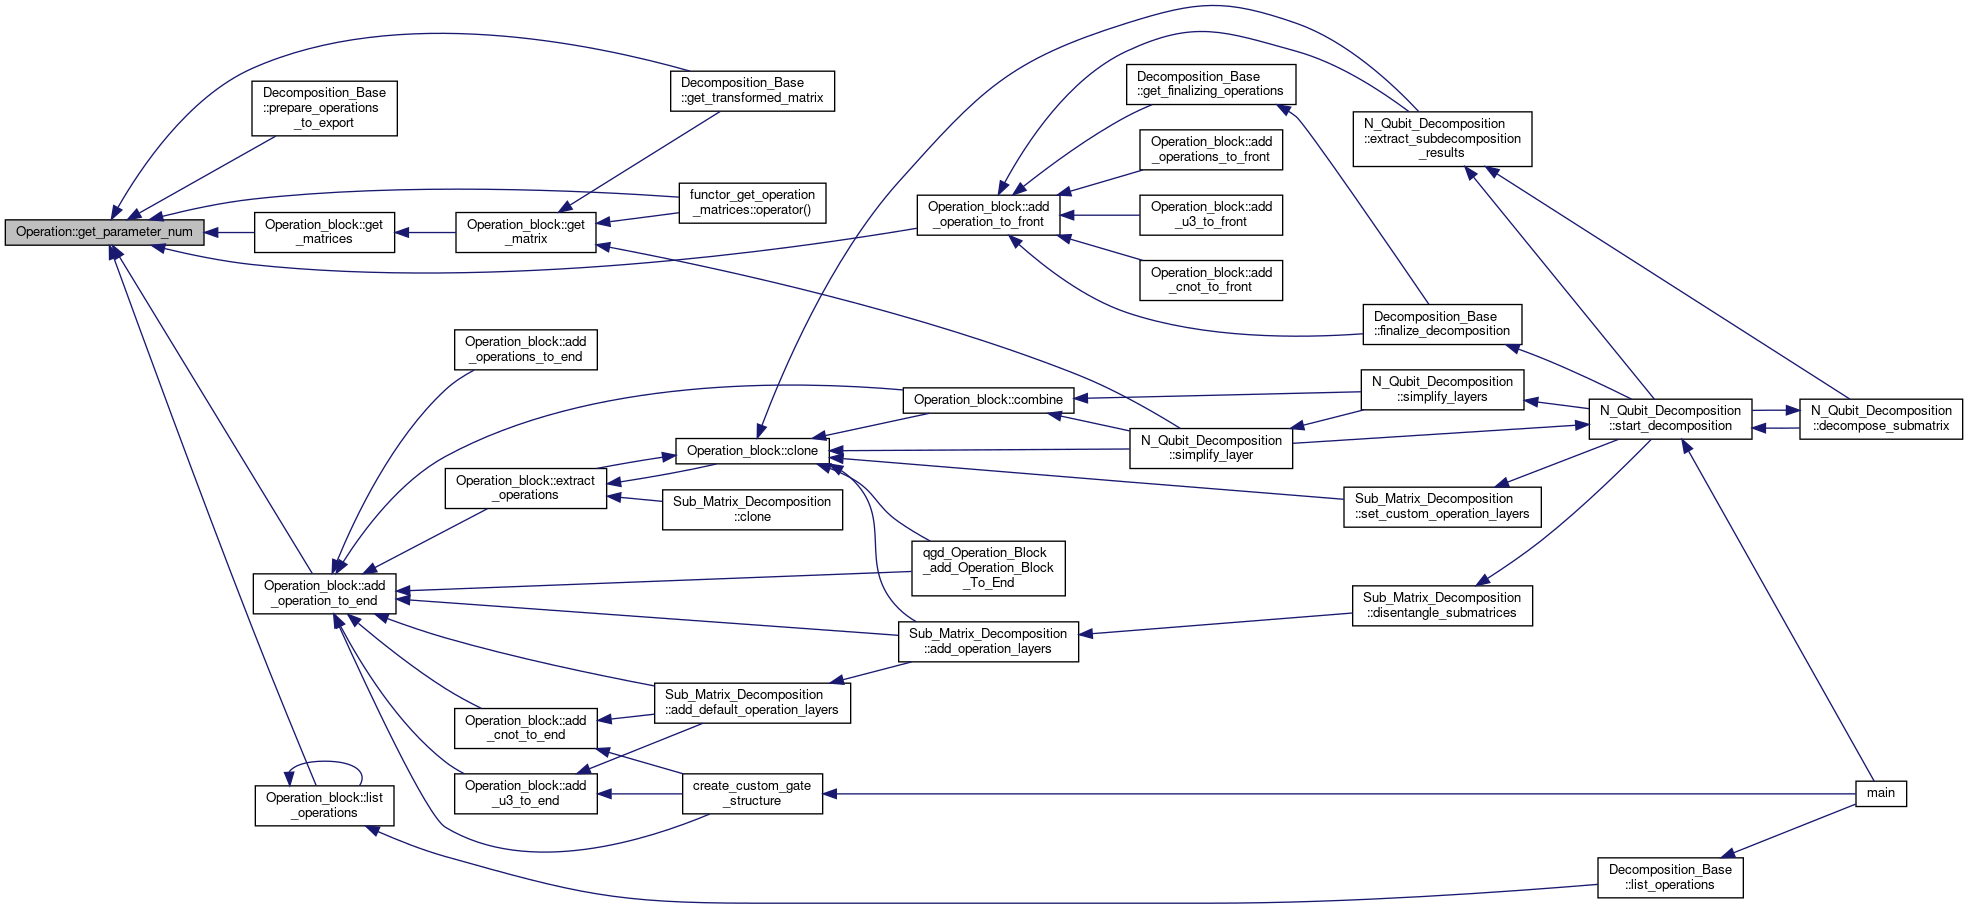 Operation::get_parameter_num
Decomposition_Base
::prepare_operations
_to_export
Operation_block::get
_matrices
Operation_block::add
_operation_to_end
Operation_block::list
_operations
Operation_block::get
_matrix
Operation_block::add
_operations_to_end
Operation_block::extract
_operations
Operation_block::add
_cnot_to_end
Operation_block::add
_u3_to_end
Decomposition_Base
::get_transformed_matrix
functor_get_operation
_matrices::operator()
Operation_block::clone
Sub_Matrix_Decomposition
::clone
Sub_Matrix_Decomposition
::add_default_operation_layers
create_custom_gate
_structure
Operation_block::add
_operation_to_front
Operation_block::combine
qgd_Operation_Block
_add_Operation_Block
_To_End
Sub_Matrix_Decomposition
::add_operation_layers
Decomposition_Base
::get_finalizing_operations
Operation_block::add
_operations_to_front
Operation_block::add
_u3_to_front
Operation_block::add
_cnot_to_front
N_Qubit_Decomposition
::simplify_layer
N_Qubit_Decomposition
::extract_subdecomposition
_results
Decomposition_Base
::finalize_decomposition
N_Qubit_Decomposition
::simplify_layers
Sub_Matrix_Decomposition
::set_custom_operation_layers
Sub_Matrix_Decomposition
::disentangle_submatrices
N_Qubit_Decomposition
::start_decomposition
Decomposition_Base
::list_operations
N_Qubit_Decomposition
::decompose_submatrix
main